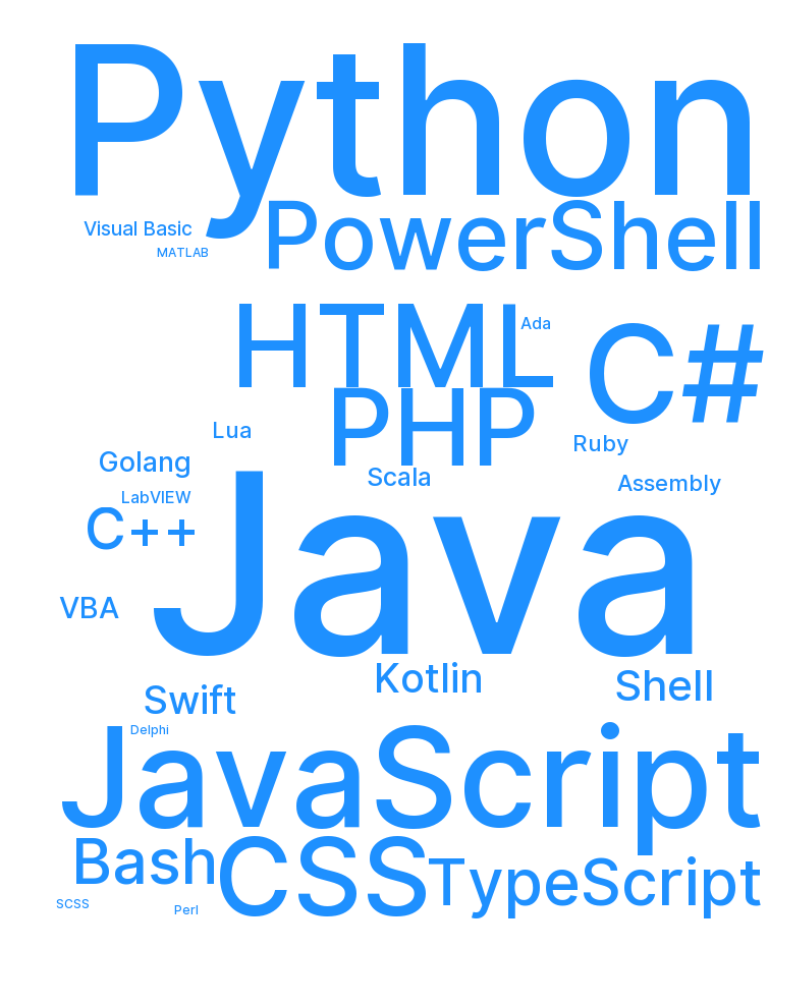 Python
Visual Basic
PowerShell
MATLAB
HTML
Ada
C#
PHP
Lua
Ruby
Golang
Scala
Assembly
LabVIEW
C++
Java
VBA
Kotlin
Shell
Swift
Delphi
JavaScript
Bash
CSS
TypeScript
SCSS
Perl